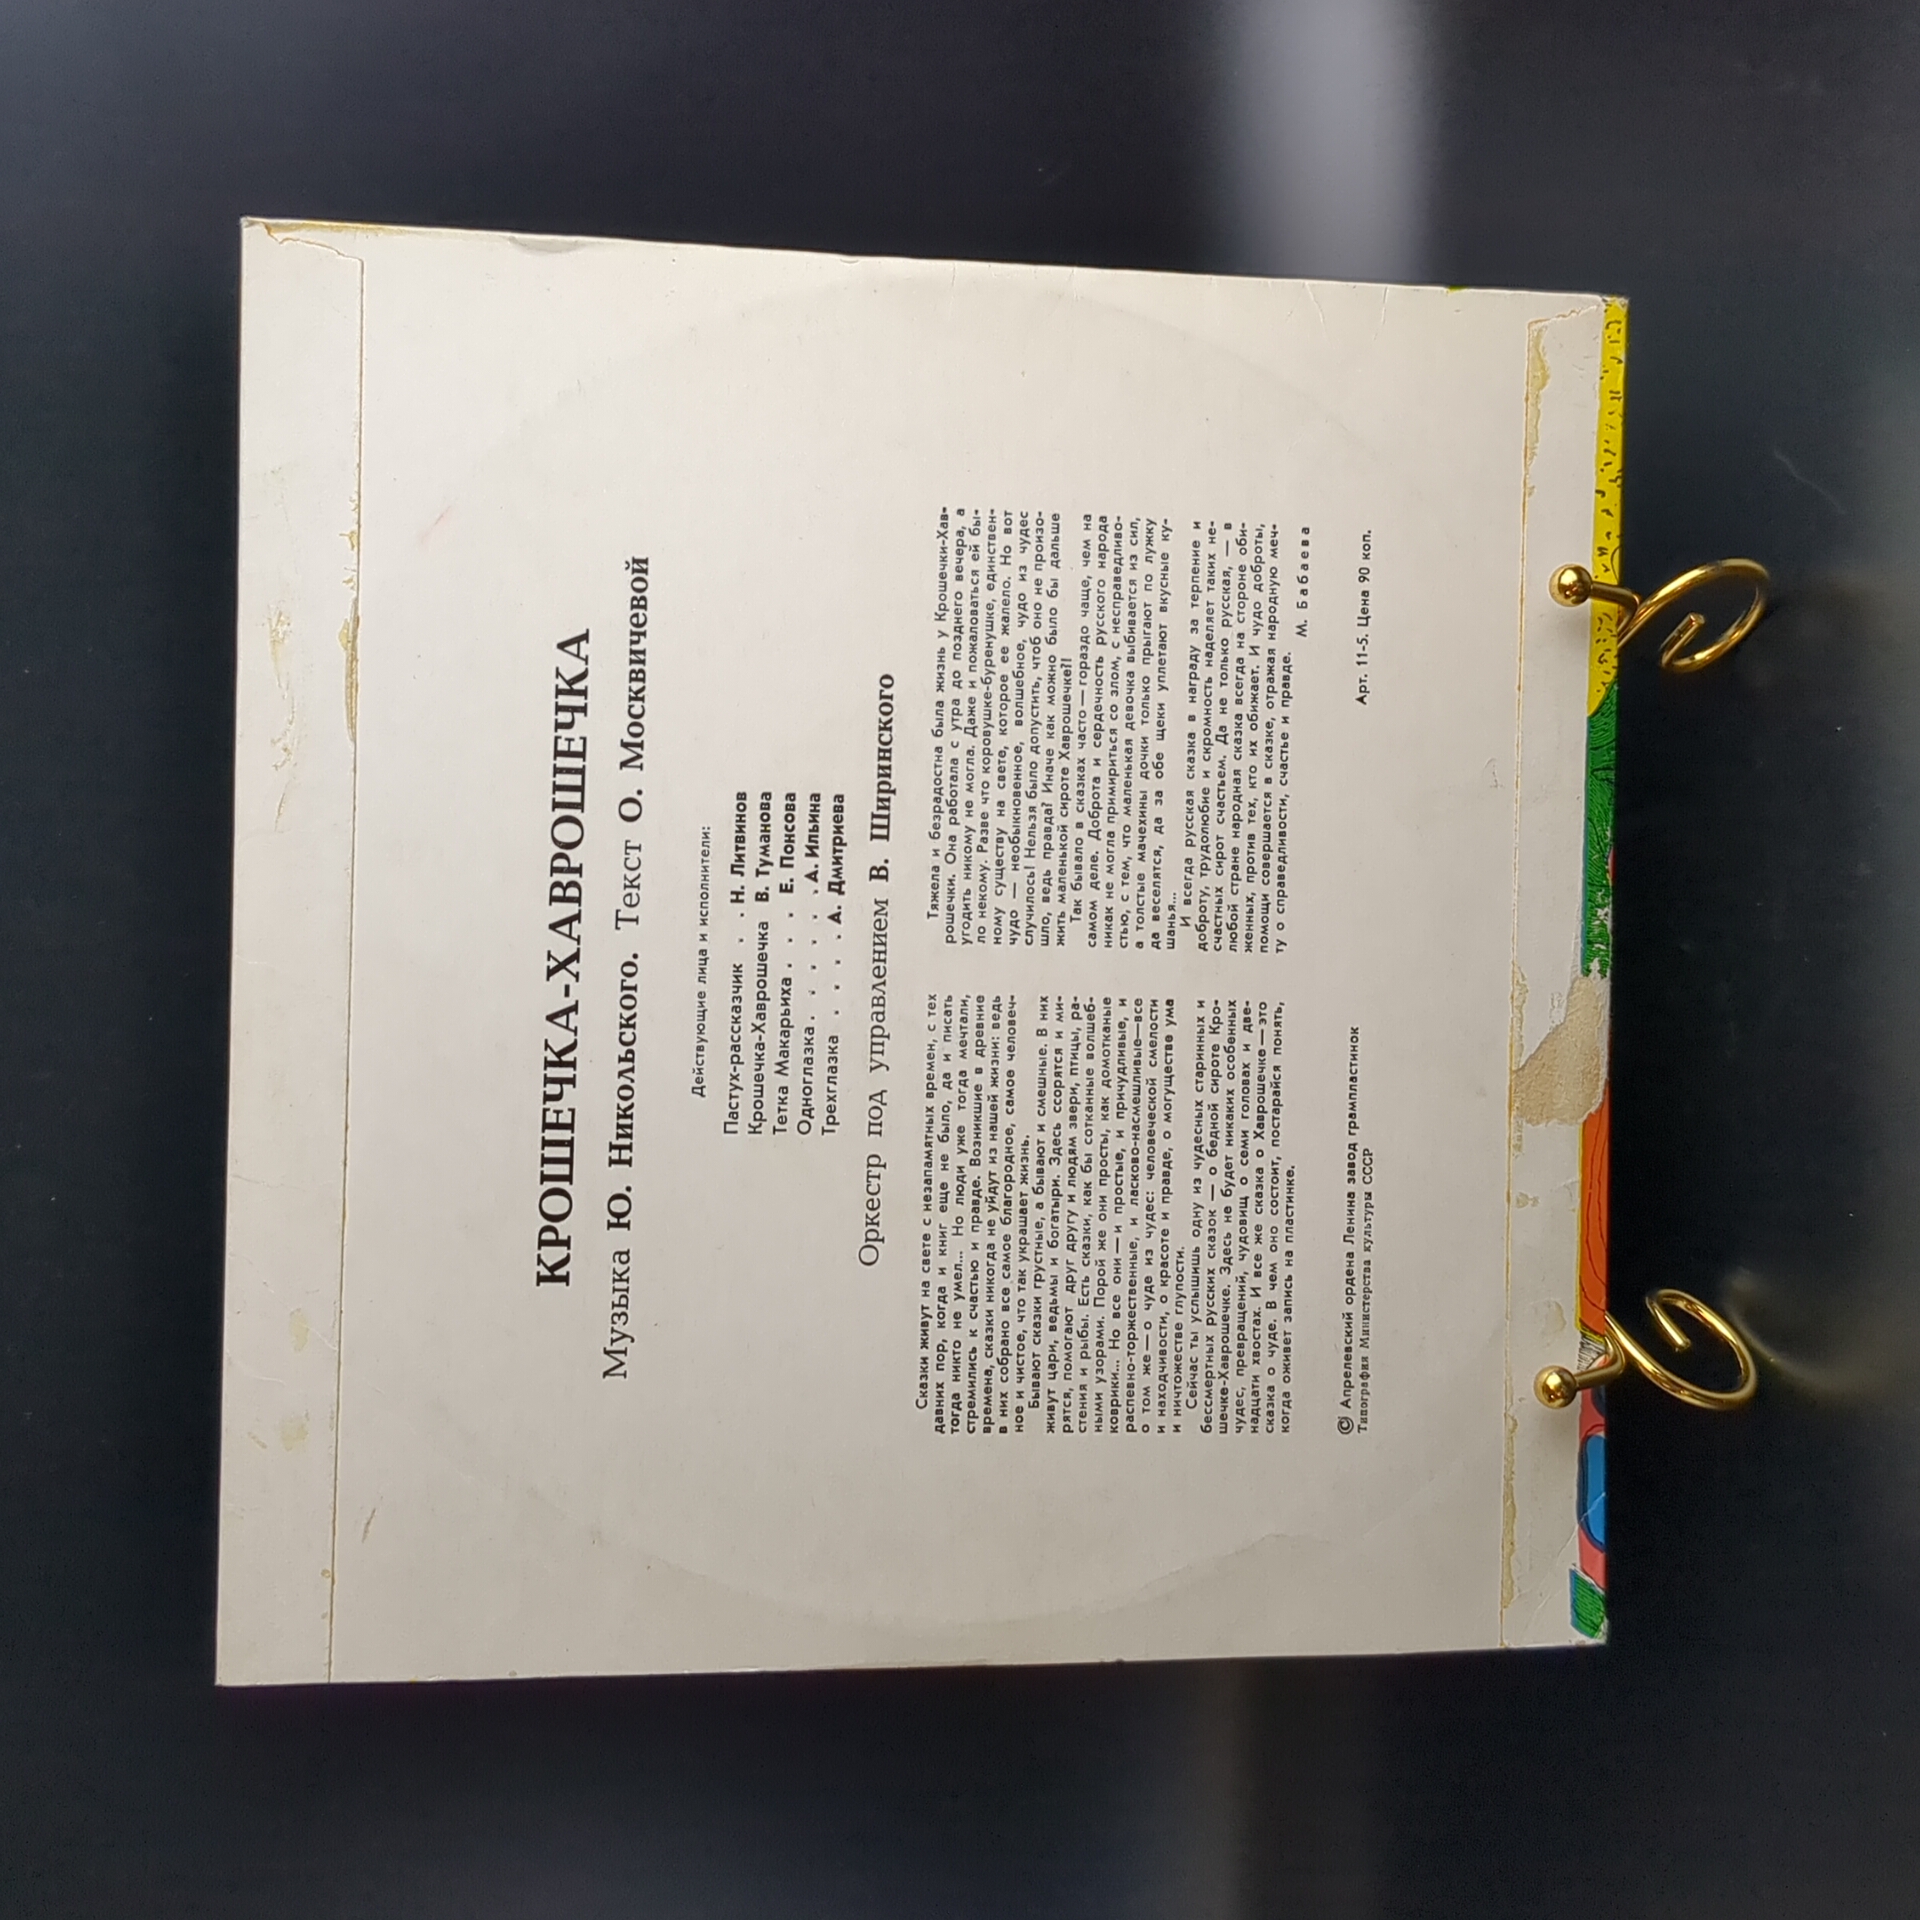 КРОШЕЧКА-ХАВРОШЕЧКА
Музыка Ю. Никольского. Текст О. Москвичевой
Действующие лица и исполнители:
Пастух-рассказчик . . Н. Литвинов
Крошечка-Хаврошечка В. Туманова
Тетка Макарьиха . . . Е. Понсова
Одноглазка . . . . . А. Ильина
Трехглазка . . . . А. Дмитриева
Оркестр под управлением В. Ширинского
Сказки живут на свете с незапамятных времен, с тех
давних пор, когда и книг еще не было, да и писать
тогда никто не умел... Но люди уже тогда мечтали,
стремились к счастью и правде. Возникшие в древние
времена, сказки никогда не уйдут из нашей жизни: ведь
в них собрано все самое благородное, самое человеч-
ное и чистое, что так украшает жизнь.
Бывают сказки грустные, а бывают и смешные. В них
живут цари, ведьмы и богатыри. Здесь ссорятся и ми-
рятся, помогают друг другу и людям звери, птицы, ра-
стения и рыбы. Есть сказки, как бы сотканные волшеб-
ными узорами. Порой же они просты, как домотканые
коврики... Но все они — и простые, и причудливые, и
распевно-торжественные, и ласково-насмешливые—все
о том же — о чуде из чудес: человеческой смелости
и находчивости, о красоте и правде, о могуществе ума
и ничтожестве глупости.
Сейчас ты услышишь одну из чудесных старинных и
бессмертных русских сказок — о бедной сироте Кро-
шечке-Хаврошечке. Здесь не будет никаких особенных
чудес, превращений, чудовищ о семи головах и две-
надцати хвостах. И все же сказка о Хаврошечке — это
сказка о чуде. В чем оно состоит, постарайся понять,
когда оживет запись на пластинке.
Тяжела и безрадостна была жизнь у Крошечки-Хав-
рошечки. Она работала с утра до позднего вечера, а
угодить никому не могла. Даже и пожаловаться ей бы-
ло некому. Разве что коровушке-буренушке, единствен-
ному существу на свете, которое ее жалело. Но вот
чудо — необыкновенное, волшебное, чудо из чудес
случилось! Нельзя было допустить, чтоб оно не произо-
шло, ведь правда? Иначе как можно было бы дальше
жить маленькой сироте Хаврошечке?!
Так бывало в сказках часто — гораздо чаще, чем на
самом деле. Доброта и сердечность русского народа
никак не могла примириться со злом, с несправедливо-
стью, с тем, что маленькая девочка выбивается из сил,
а толстые мачехины дочки только прыгают по лужку
да веселятся, да за обе щеки уплетают вкусные ку-
шанья...
И всегда русская сказка в награду за терпение и
доброту, трудолюбие и скромность наделяет таких не-
счастных сирот счастьем. Да не только русская, — в
любой стране народная сказка всегда на стороне оби-
женных, против тех, кто их обижает. И чудо доброты,
помощи совершается в сказке, отражая народную меч-
ту о справедливости, счастье и правде.
М. Бабаева
© Апрелевский ордена Ленина завод грампластинок
Типография Министерства культуры СССР
Арт. 11-5. Цена 90 коп.